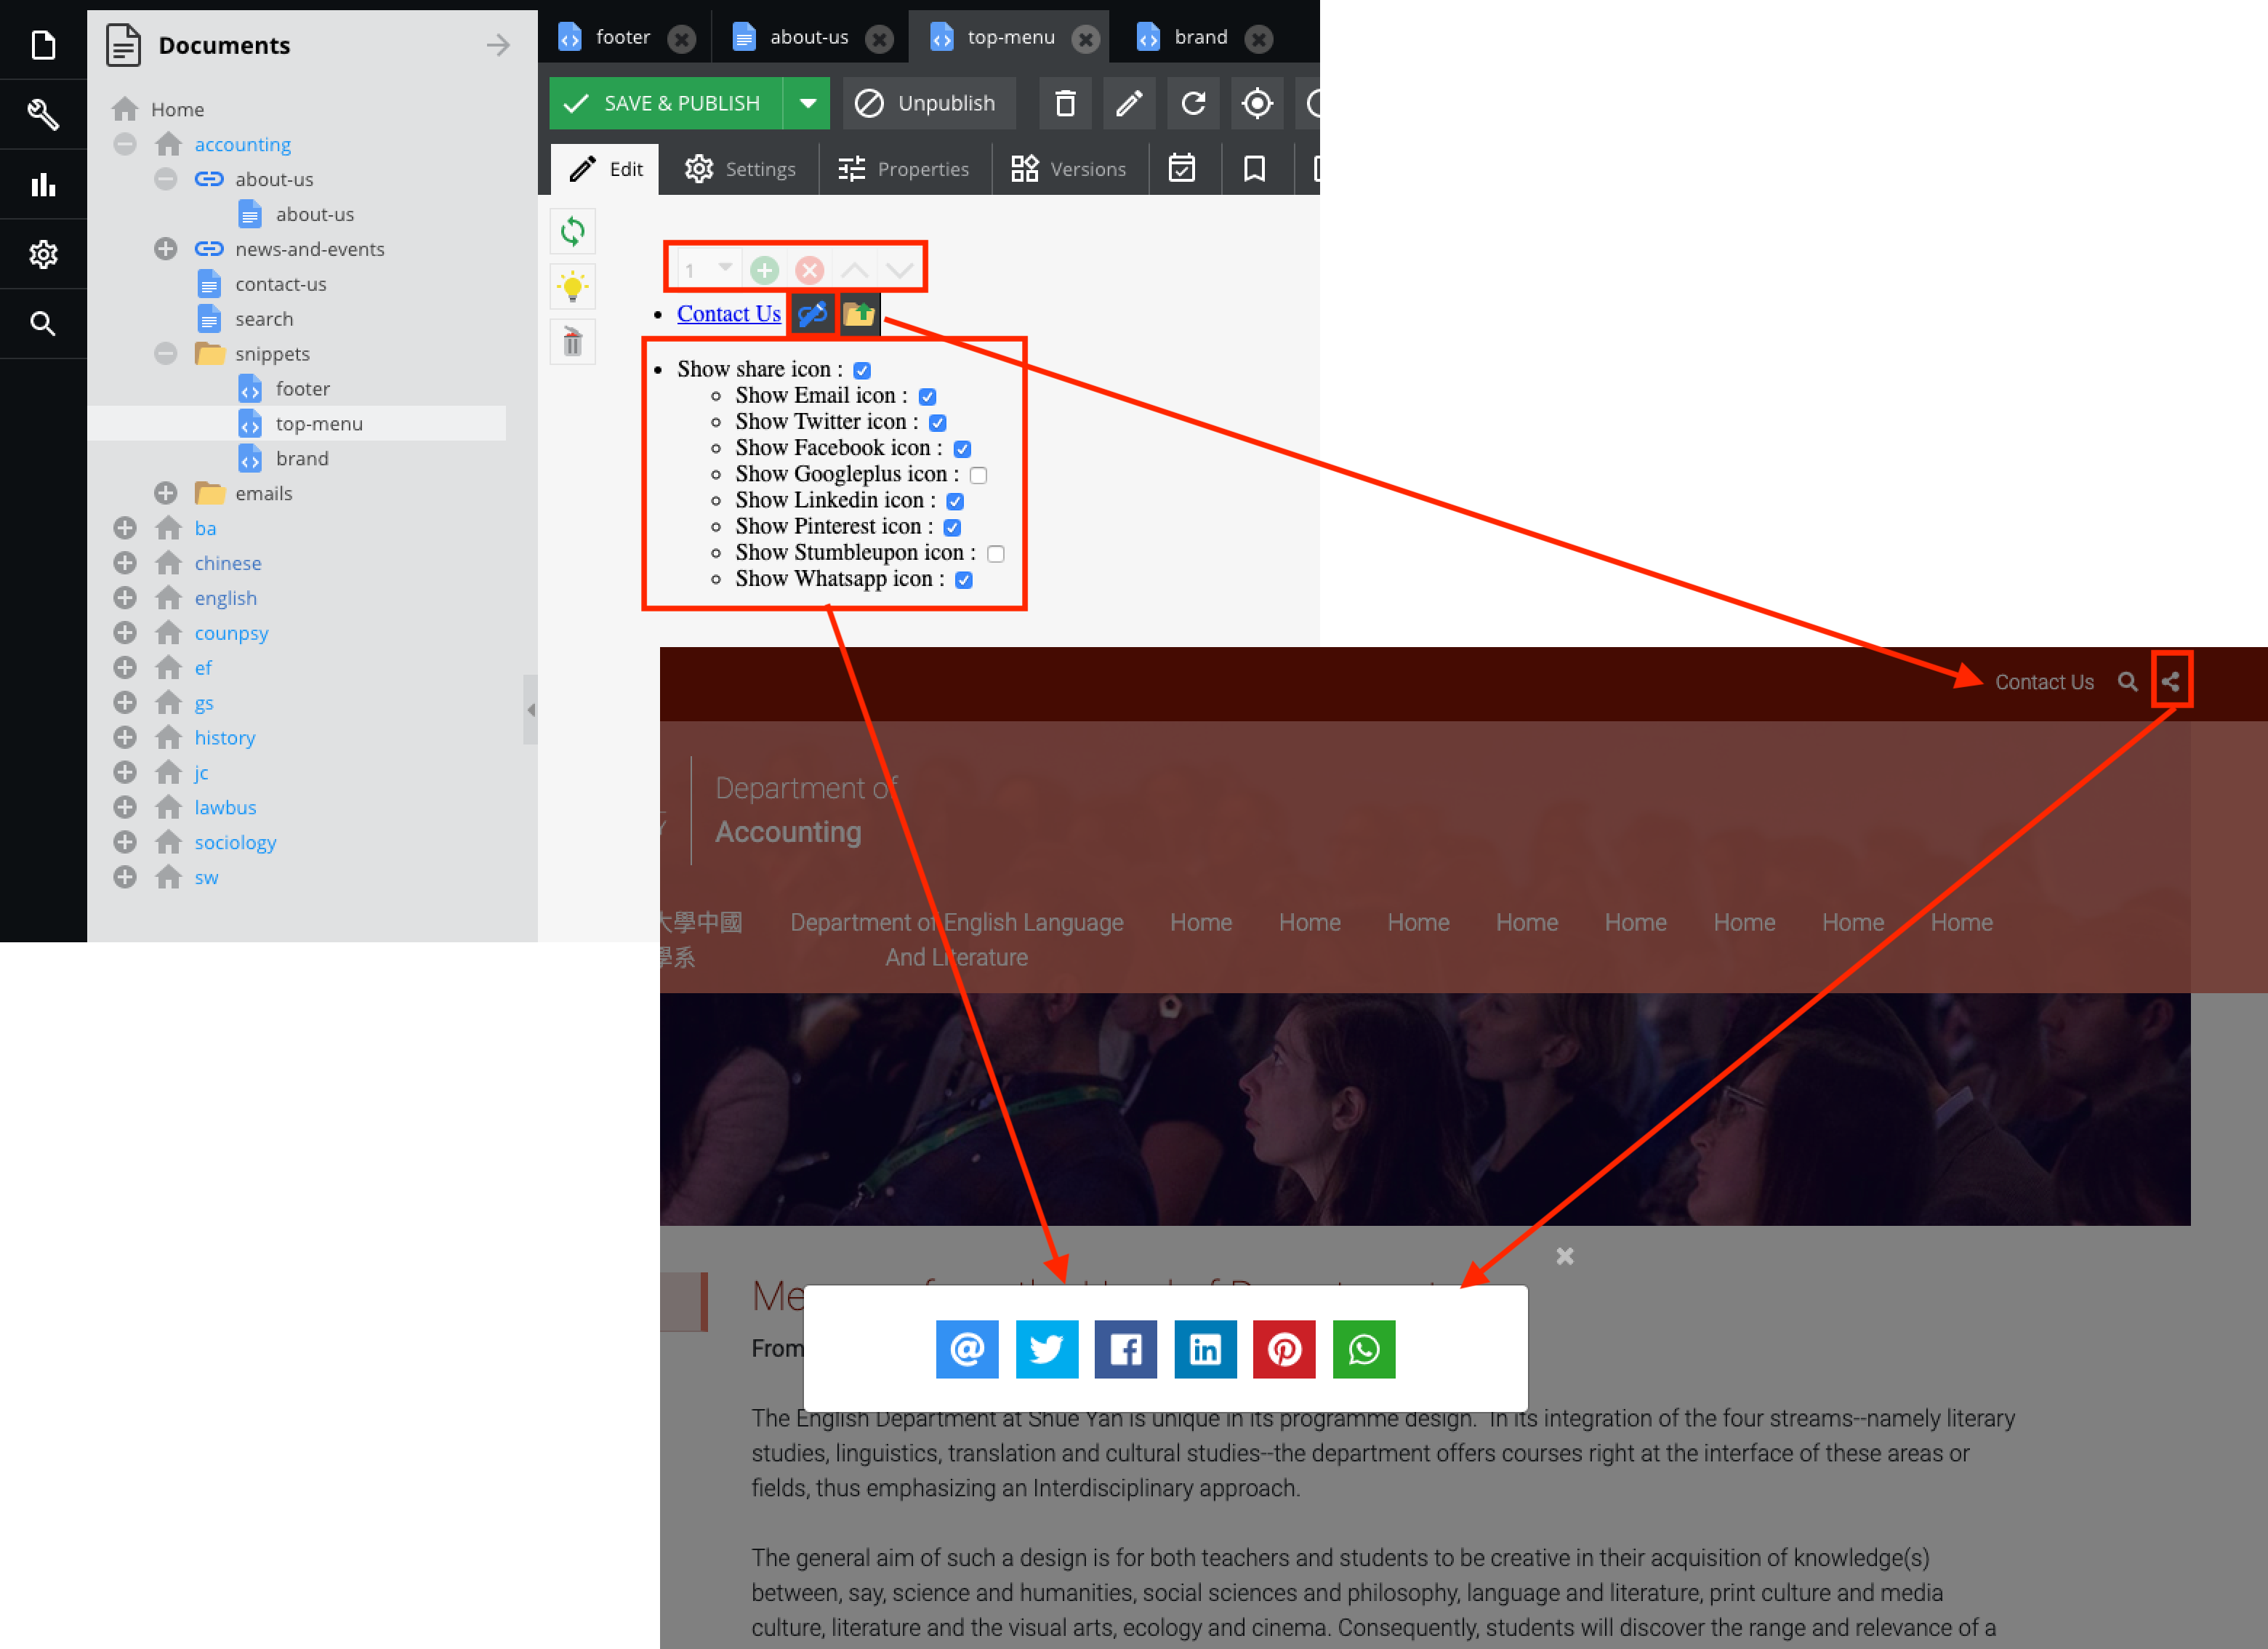 Documents
Home
accounting
about-us
about-us
news-and-events
contact-us
search
snippets
footer
top-menu
brand
emails
ba
chinese
english
counpsy
ef
gs
history
jc
lawbus
sociology
sw
footer
about-us
top-menu
brand
SAVE & PUBLISH
Unpublish
Edit
Settings
Properties
Versions
1
Contact Us
Show share icon :
Show Email icon :
Show Twitter icon :
Show Facebook icon :
Show Googleplus icon :
Show Linkedin icon :
Show Pinterest icon :
Show Stumbleupon icon :
Show Whatsapp icon :
Contact Us
Department of
Accounting
大學中國
學系
Department of English Language
And Literature
Home
Home
Home
Home
Home
Home
Home
Home
From
The English Department at Shue Yan is unique in its programme design. In its integration of the four streams--namely literary
studies, linguistics, translation and cultural studies--the department offers courses right at the interface of these areas or
fields, thus emphasizing an Interdisciplinary approach.
The general aim of such a design is for both teachers and students to be creative in their acquisition of knowledge(s)
between, say, science and humanities, social sciences and philosophy, language and literature, print culture and media
culture, literature and the visual arts, ecology and cinema. Consequently, students will discover the range and relevance of a